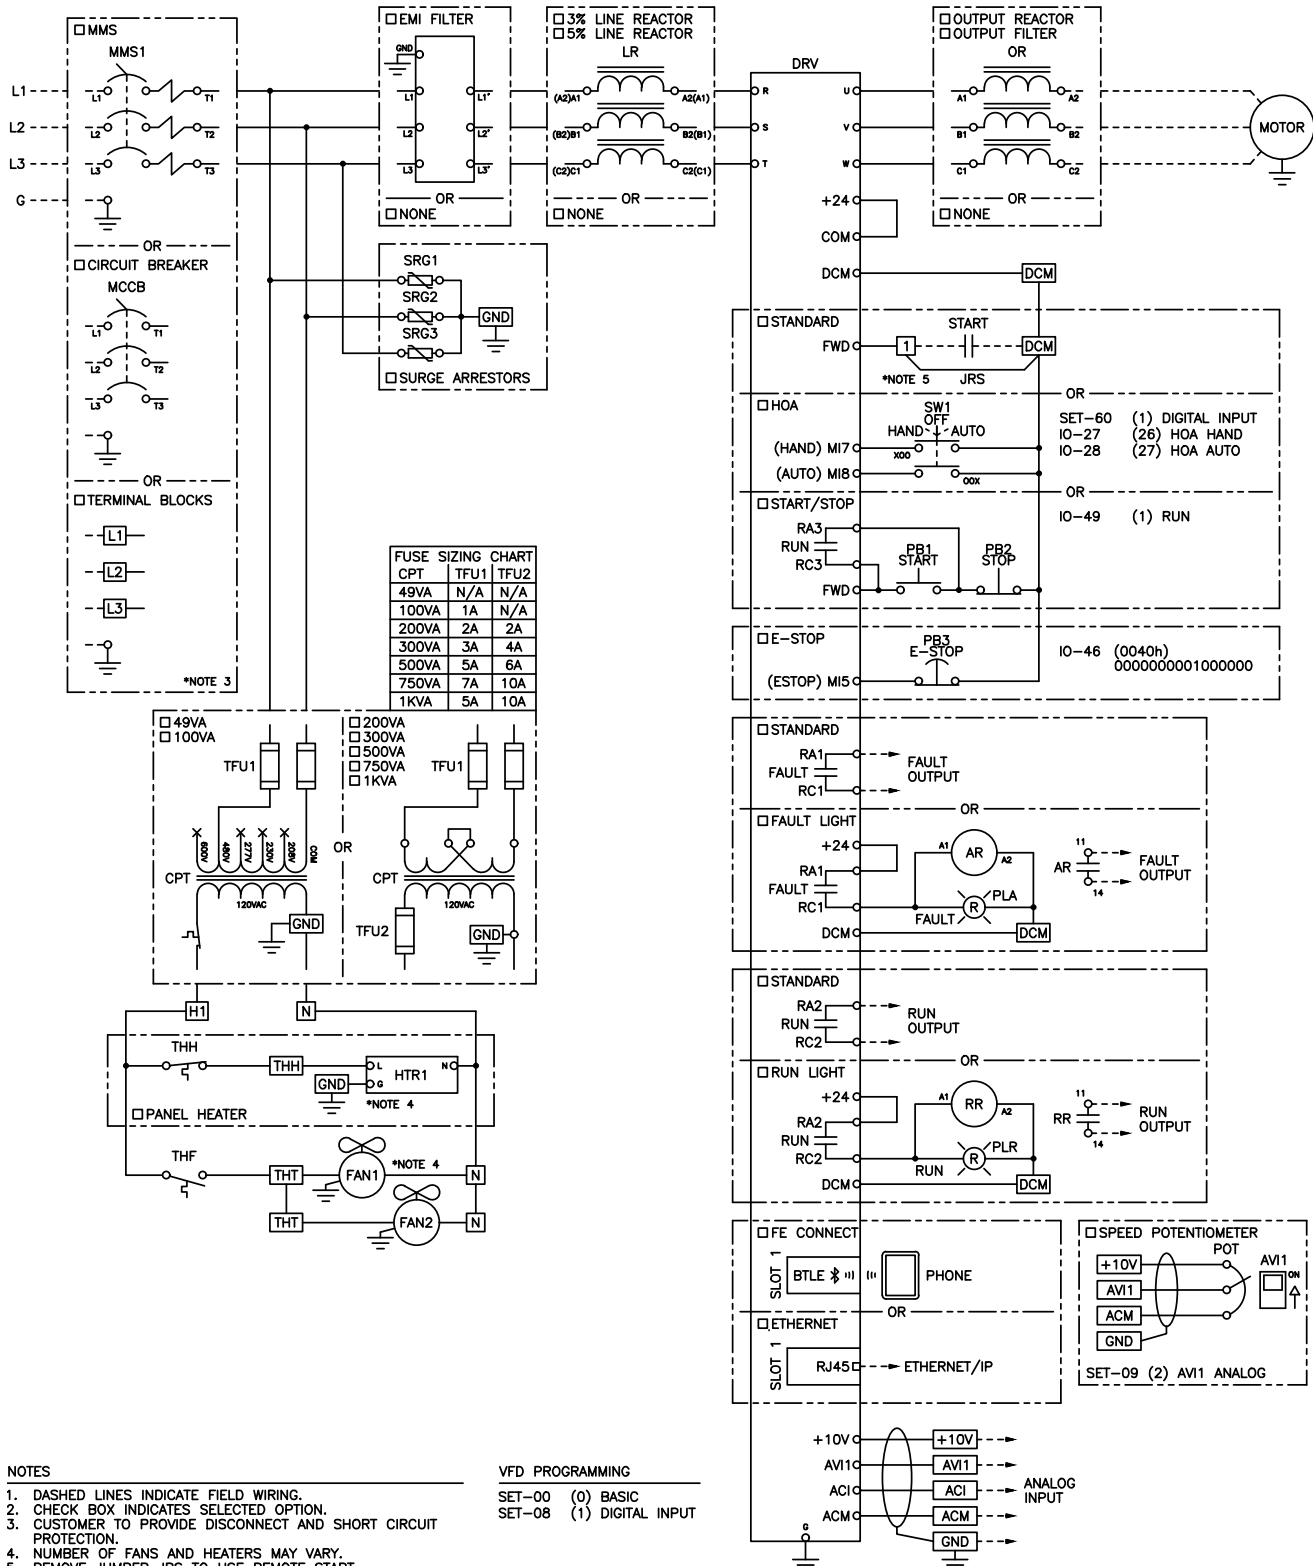 MMS
MMS1
L1
L1
T1
L2
L2
T2
L3
L3
T3
G
OR
CIRCUIT BREAKER
MCCB
L1
T1
L2
T2
L3
T3
OR
TERMINAL BLOCKS
L1
L2
L3
*NOTE 3
EMI FILTER
GND
L1
L1'
L2
L2'
L3
L3'
OR
NONE
3% LINE REACTOR
5% LINE REACTOR
LR
(A2)A1
A2(A1)
(B2)B1
B2(B1)
(C2)C1
C2(C1)
OR
NONE
SRG1
SRG2
SRG3
GND
SURGE ARRESTORS
DRV
R
S
T
U
V
W
OUTPUT REACTOR
OUTPUT FILTER
OR
A1
A2
B1
B2
C1
C2
OR
NONE
MOTOR
+24
COM
DCM
DCM
STANDARD
START
FWD
1
DCM
*NOTE 5
JRS
OR
HOA
SW1
OFF
HAND
AUTO
(HAND) MI7
XOO
(AUTO) MI8
OOX
SET-60 (1) DIGITAL INPUT
IO-27 (26) HOA HAND
IO-28 (27) HOA AUTO
OR
START/STOP
RA3
RUN
RC3
PB1
START
PB2
STOP
FWD
IO-49 (1) RUN
E-STOP
PB3
E-STOP
(ESTOP) MI5
IO-46 (0040h)
0000000001000000
FUSE SIZING CHART
CPT TFU1 TFU2
49VA N/A N/A
100VA 1A N/A
200VA 2A 2A
300VA 3A 4A
500VA 5A 6A
750VA 7A 10A
1KVA 5A 10A
49VA
100VA
TFU1
600V
480V
277V
230V
208V
COM
CPT
120VAC
GND
OR
200VA
300VA
500VA
750VA
1KVA
TFU1
CPT
120VAC
TFU2
GND
H1
N
THH
THH
L
N
G
HTR1
GND
*NOTE 4
PANEL HEATER
THF
THT
FAN1
*NOTE 4
N
THT
FAN2
N
STANDARD
RA1
FAULT
RC1
FAULT
OUTPUT
OR
FAULT LIGHT
+24
RA1
FAULT
RC1
DCM
A1
AR
A2
R
PLA
FAULT
DCM
11
AR
14
FAULT
OUTPUT
STANDARD
RA2
RUN
RC2
RUN
OUTPUT
OR
RUN LIGHT
+24
RA2
RUN
RC2
DCM
A1
RR
A2
R
PLR
RUN
DCM
11
RR
14
RUN
OUTPUT
FE CONNECT
SLOT 1
BTLE
PHONE
OR
ETHERNET
SLOT 1
RJ45
ETHERNET/IP
SPEED POTENTIOMETER
POT
+10V
AVI1
ACM
GND
AVI1
ON
SET-09 (2) AVI1 ANALOG
+10V
+10V
AVI1
AVI1
ACI
ACI
ACM
ACM
GND
ANALOG
INPUT
G
NOTES
1. DASHED LINES INDICATE FIELD WIRING.
2. CHECK BOX INDICATES SELECTED OPTION.
3. CUSTOMER TO PROVIDE DISCONNECT AND SHORT CIRCUIT
PROTECTION.
4. NUMBER OF FANS AND HEATERS MAY VARY.
5. REMOVE JUMPER JRS TO USE REMOTE START.
VFD PROGRAMMING
SET-00 (0) BASIC
SET-08 (1) DIGITAL INPUT